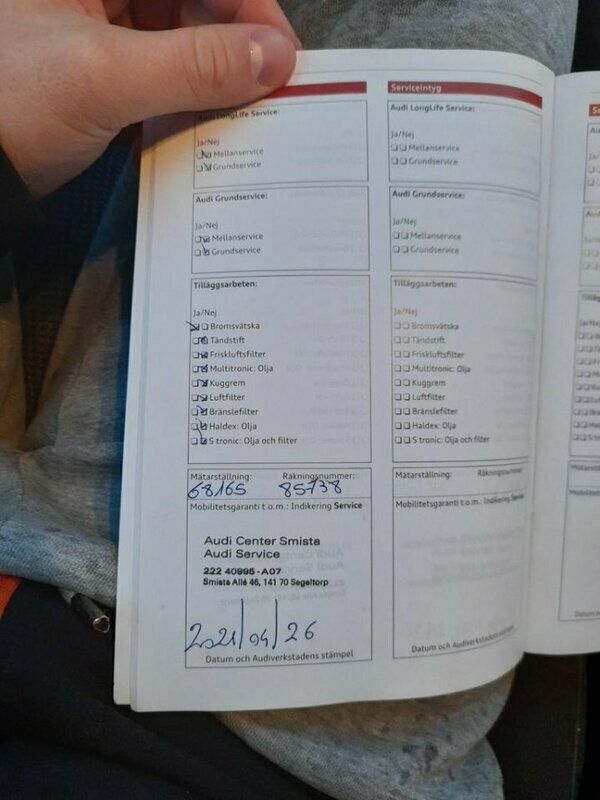 Audi LongLife Service:
Ja/Nej
Mellanservice
Grundservice
Audi Grundservice:
Ja/Nej
Mellanservice
Grundservice
Tilläggsarbeten:
Ja/Nej
Bromsvätska
Tändstift
Friskluftsfilter
Multitronic: Olja
Kuggrem
Luftfilter
Bränslefilter
Haldex: Olja
S tronic: Olja och filter
Mätarställning: Räkningsnummer:
68165 85738
Mobilitetsgaranti t.o.m.: Indikering Service
Audi Center Smista
Audi Service
222 40995 - A07
Smista Allé 46, 141 70 Segeltorp
2021/04/26
Datum och Audiverkstadens stämpel
Serviceintyg
Audi LongLife Service:
Ja/Nej
Mellanservice
Grundservice
Audi Grundservice:
Ja/Nej
Mellanservice
Grundservice
Tilläggsarbeten:
Ja/Nej
Bromsvätska
Tändstift
Friskluftsfilter
Multitronic: Olja
Kuggrem
Luftfilter
Bränslefilter
Haldex: Olja
S tronic: Olja och filter
Mätarställning: Räkningsnummer:
Mobilitetsgaranti t.o.m.: Indikering Service
Datum och Audiverkstadens stämpel